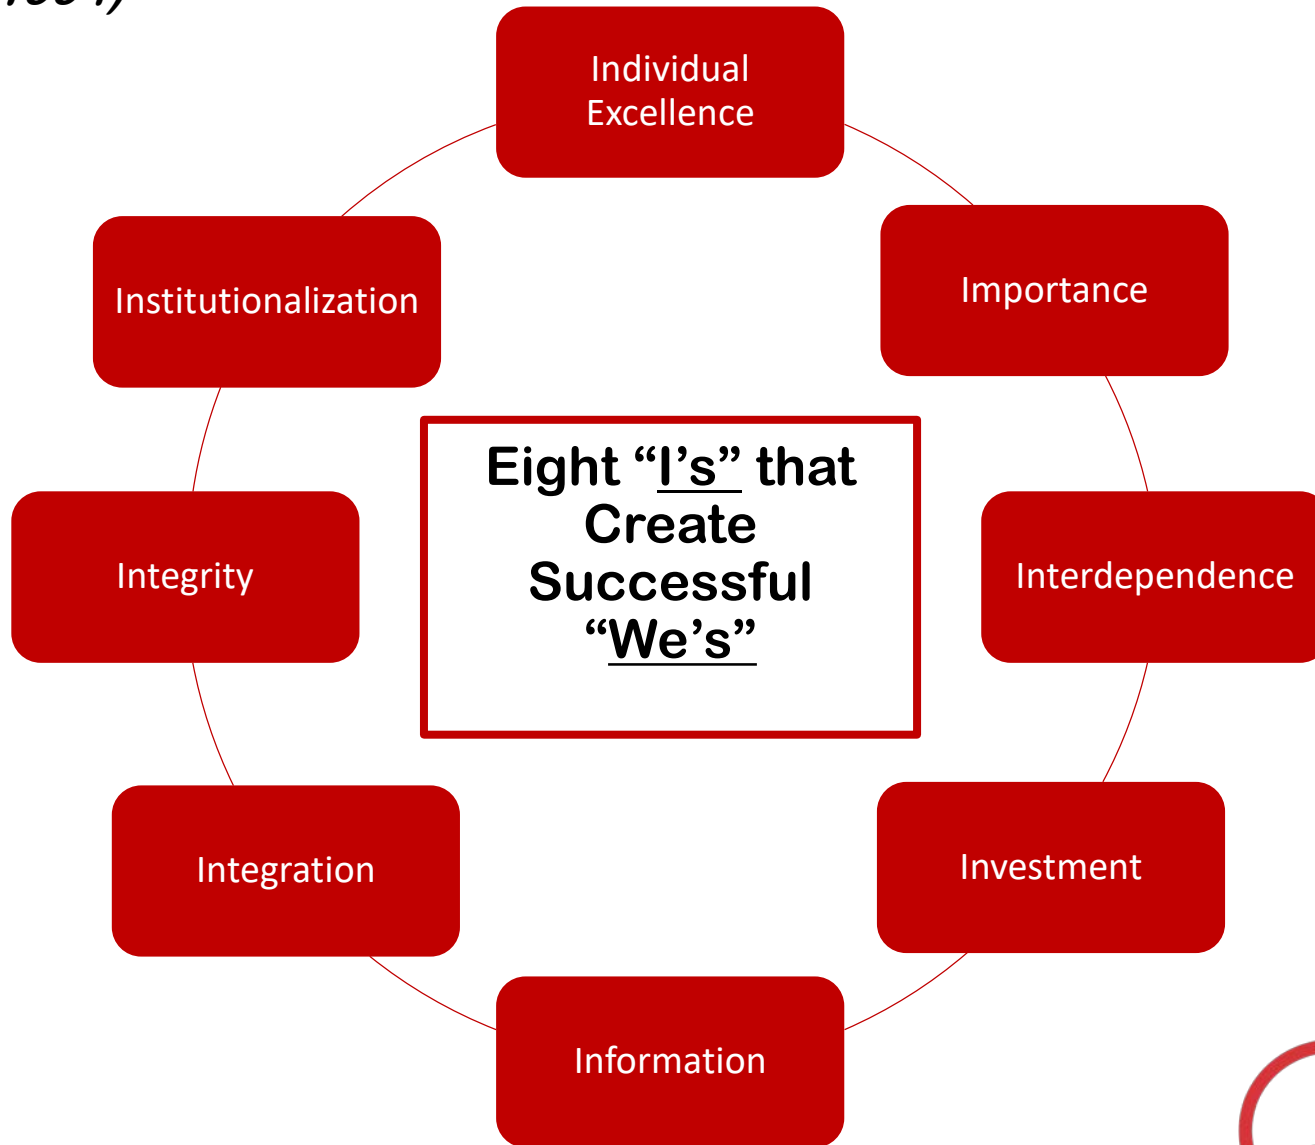 Individual
Excellence
Importance
Interdependence
Investment
Information
Integration
Integrity
Institutionalization
Eight “I’s” that
Create
Successful
“We’s”